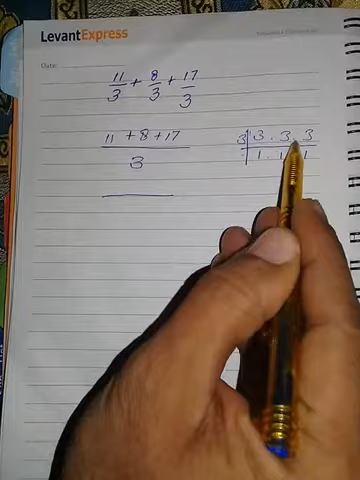 LevantExpress
Date:
11/3 + 8/3 + 17/3
11 + 8 + 17 / 3
3 | 3 . 3 . 3
1 . 1 . 1